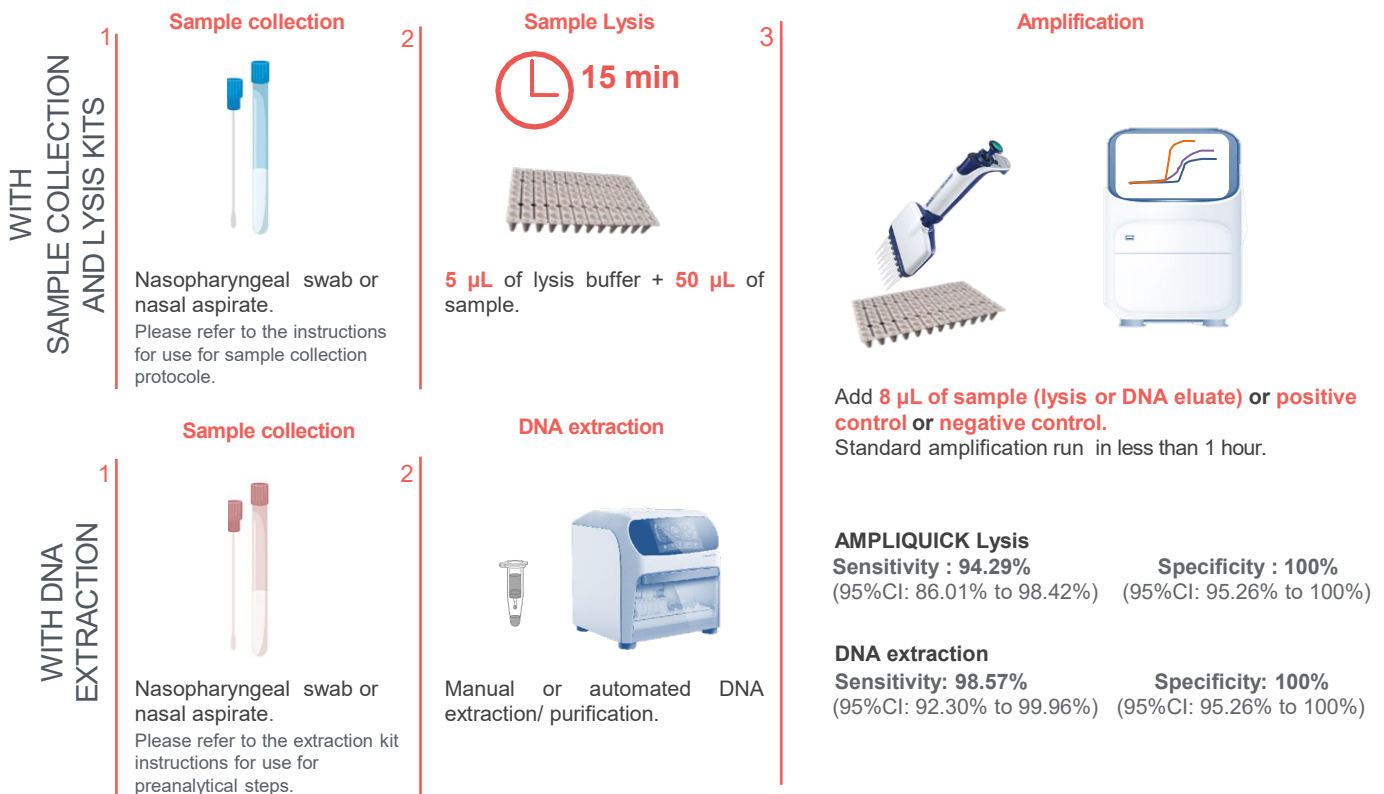 WITH
SAMPLE COLLECTION
AND LYSIS KITS
1
Sample collection
Nasopharyngeal swab or
nasal aspirate.
Please refer to the instructions
for use for sample collection
protocole.
2
Sample Lysis
15 min
5 µL of lysis buffer + 50 µL of
sample.
WITH DNA
EXTRACTION
1
Sample collection
Nasopharyngeal swab or
nasal aspirate.
Please refer to the extraction kit
instructions for use for
preanalytical steps.
2
DNA extraction
Manual or automated DNA
extraction/ purification.
3
Amplification
Add 8 µL of sample (lysis or DNA eluate) or positive
control or negative control.
Standard amplification run in less than 1 hour.
AMPLIQUICK Lysis
Sensitivity : 94.29% Specificity : 100%
(95%CI: 86.01% to 98.42%) (95%CI: 95.26% to 100%)
DNA extraction
Sensitivity: 98.57% Specificity: 100%
(95%CI: 92.30% to 99.96%) (95%CI: 95.26% to 100%)